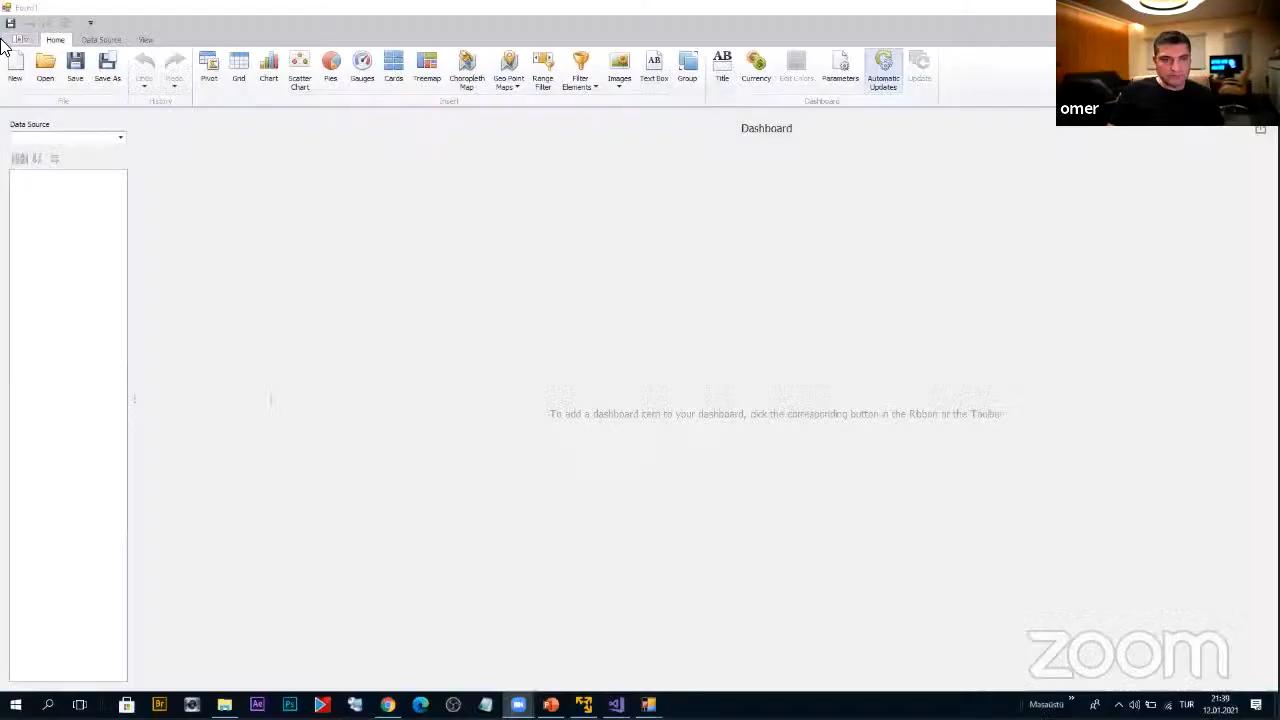 Form1
Home Data Source View
New Open Save Save As Undo Redo Pivot Grid Chart Scatter Chart Pies Gauges Cards Treemap Choropleth Map Geo Point Maps Range Filter Filter Elements Images Text Box Group Title Currency Edit Colors Parameters Automatic Updates Update
File History Insert Dashboard
omer
Data Source
Dashboard
To add a dashboard item to your dashboard, click the corresponding button in the Ribbon or the Toolbar
zoom
Masaüstü
TUR
21:39
12.01.2021